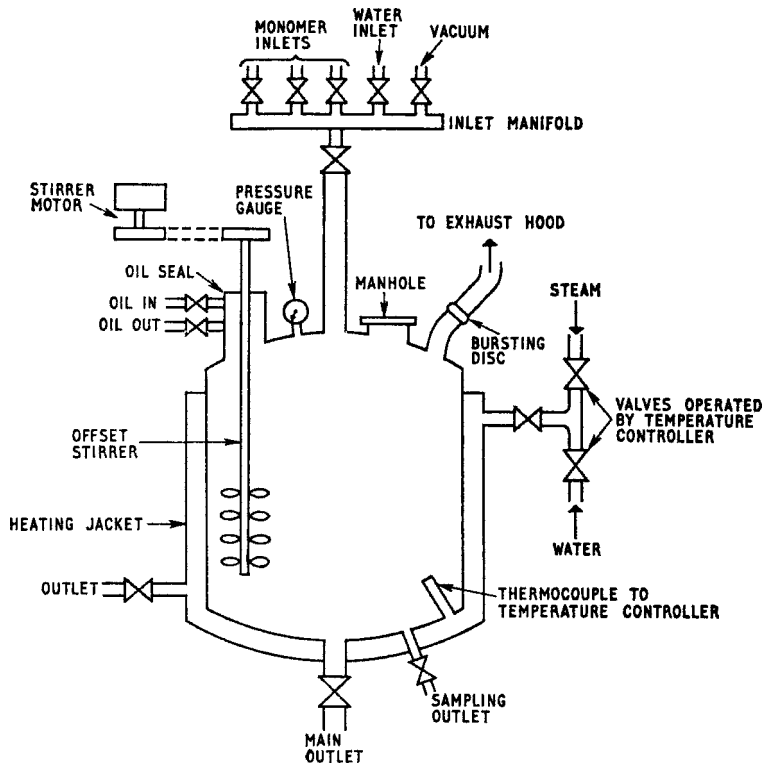 MONOMER
INLETS
WATER
INLET
VACUUM
INLET MANIFOLD
STIRRER
MOTOR
PRESSURE
GAUGE
TO EXHAUST HOOD
OIL SEAL
MANHOLE
STEAM
OIL IN
OIL OUT
BURSTING
DISC
VALVES OPERATED
BY TEMPERATURE
CONTROLLER
OFFSET
STIRRER
HEATING JACKET
WATER
OUTLET
THERMOCOUPLE TO
TEMPERATURE CONTROLLER
SAMPLING
OUTLET
MAIN
OUTLET